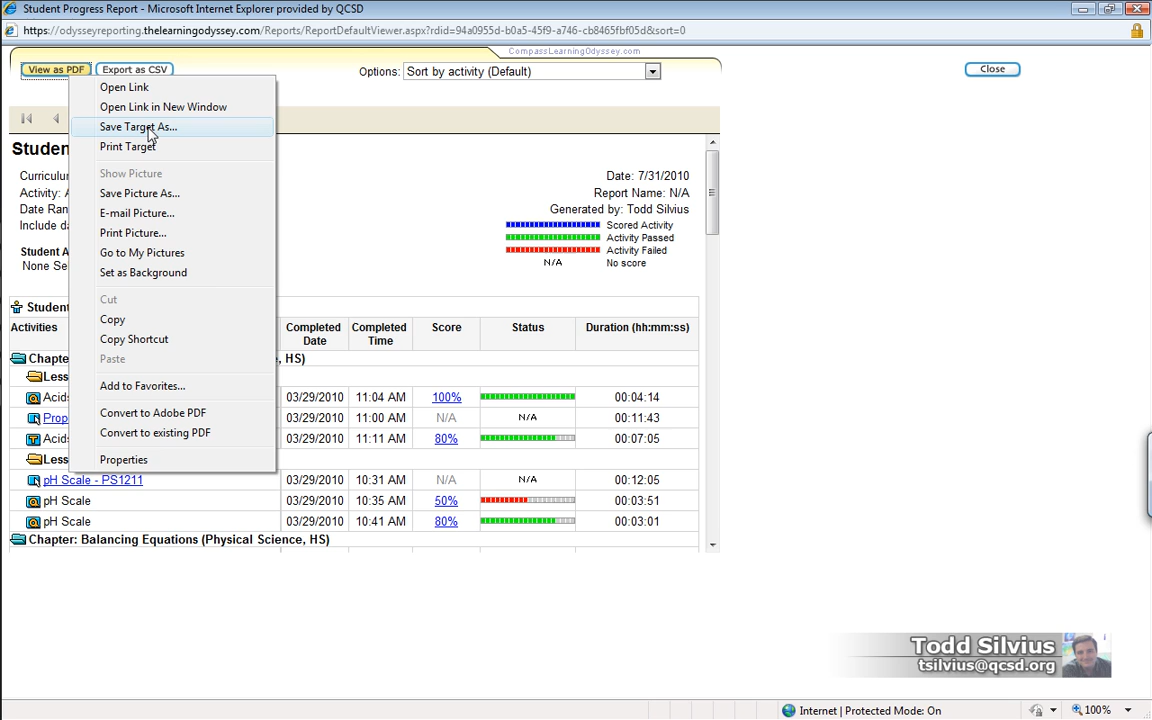 Student Progress Report - Microsoft Internet Explorer provided by QCSD
https://odysseyreporting.thelearningodyssey.com/Reports/ReportDefaultViewer.aspx?rdid=94a0955d-b0a5-45f9-a746-cb8465fbf05d&sort=0
CompassLearningOdyssey.com
View as PDF Export as CSV Options: Sort by activity (Default) Close
Open Link
Open Link in New Window
Save Target As...
Print Target
Show Picture
Save Picture As...
E-mail Picture...
Print Picture...
Go to My Pictures
Set as Background
Cut
Copy
Copy Shortcut
Paste
Add to Favorites...
Convert to Adobe PDF
Convert to existing PDF
Properties
Studen
Curriculu
Date: 7/31/2010
Activity: A
Report Name: N/A
Date Ran
Generated by: Todd Silvius
Include da
Scored Activity
Activity Passed
Student A
Activity Failed
None Se
N/A No score
Student
Activities Completed Date Completed Time Score Status Duration (hh:mm:ss)
Chapte , HS)
Less
Acids 03/29/2010 11:04 AM 100% 00:04:14
Prop 03/29/2010 11:00 AM N/A N/A 00:11:43
Acids 03/29/2010 11:11 AM 80% 00:07:05
Less
pH Scale - PS1211 03/29/2010 10:31 AM N/A N/A 00:12:05
pH Scale 03/29/2010 10:35 AM 50% 00:03:51
pH Scale 03/29/2010 10:41 AM 80% 00:03:01
Chapter: Balancing Equations (Physical Science, HS)
Todd Silvius
tsilvius@qcsd.org
Internet | Protected Mode: On 100%